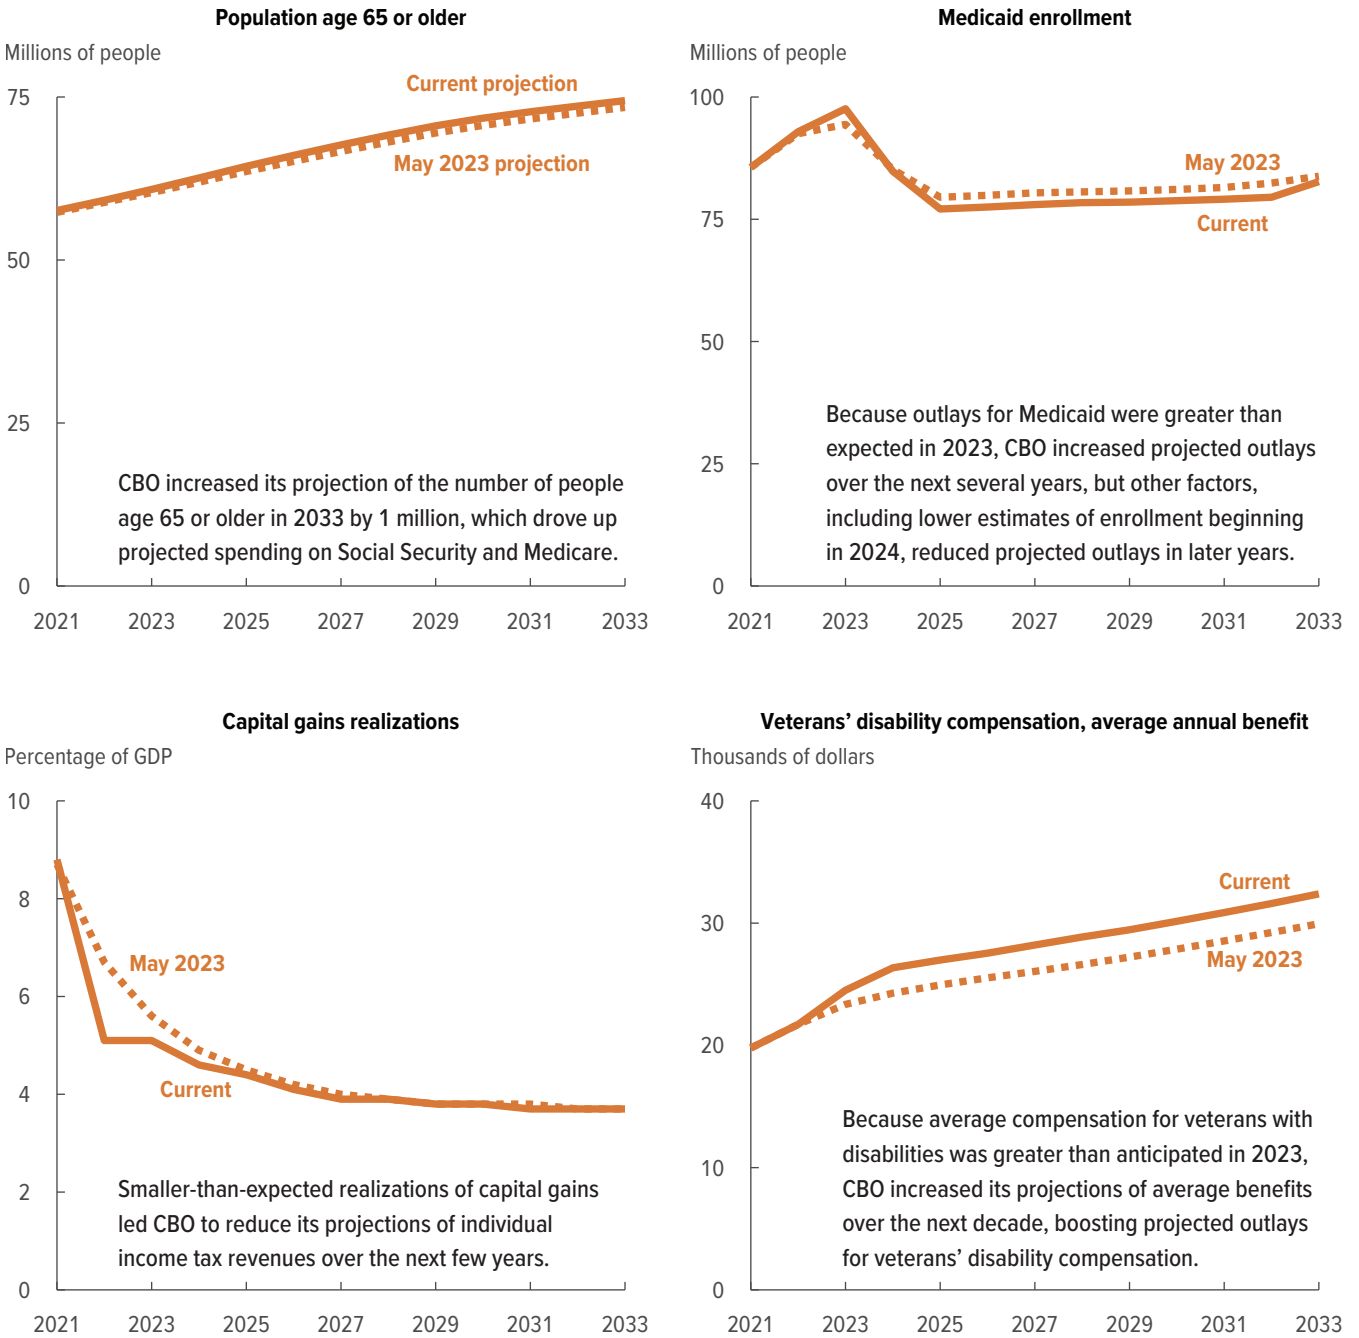 Population age 65 or older
Millions of people
75
50
25
0
Current projection
May 2023 projection
CBO increased its projection of the number of people
age 65 or older in 2033 by 1 million, which drove up
projected spending on Social Security and Medicare.
2021 2023 2025 2027 2029 2031 2033
Medicaid enrollment
Millions of people
100
75
50
25
0
May 2023
Current
Because outlays for Medicaid were greater than
expected in 2023, CBO increased projected outlays
over the next several years, but other factors,
including lower estimates of enrollment beginning
in 2024, reduced projected outlays in later years.
2021 2023 2025 2027 2029 2031 2033
Capital gains realizations
Percentage of GDP
10
8
6
4
2
0
May 2023
Current
Smaller-than-expected realizations of capital gains
led CBO to reduce its projections of individual
income tax revenues over the next few years.
2021 2023 2025 2027 2029 2031 2033
Veterans’ disability compensation, average annual benefit
Thousands of dollars
40
30
20
10
0
Current
May 2023
Because average compensation for veterans with
disabilities was greater than anticipated in 2023,
CBO increased its projections of average benefits
over the next decade, boosting projected outlays
for veterans’ disability compensation.
2021 2023 2025 2027 2029 2031 2033